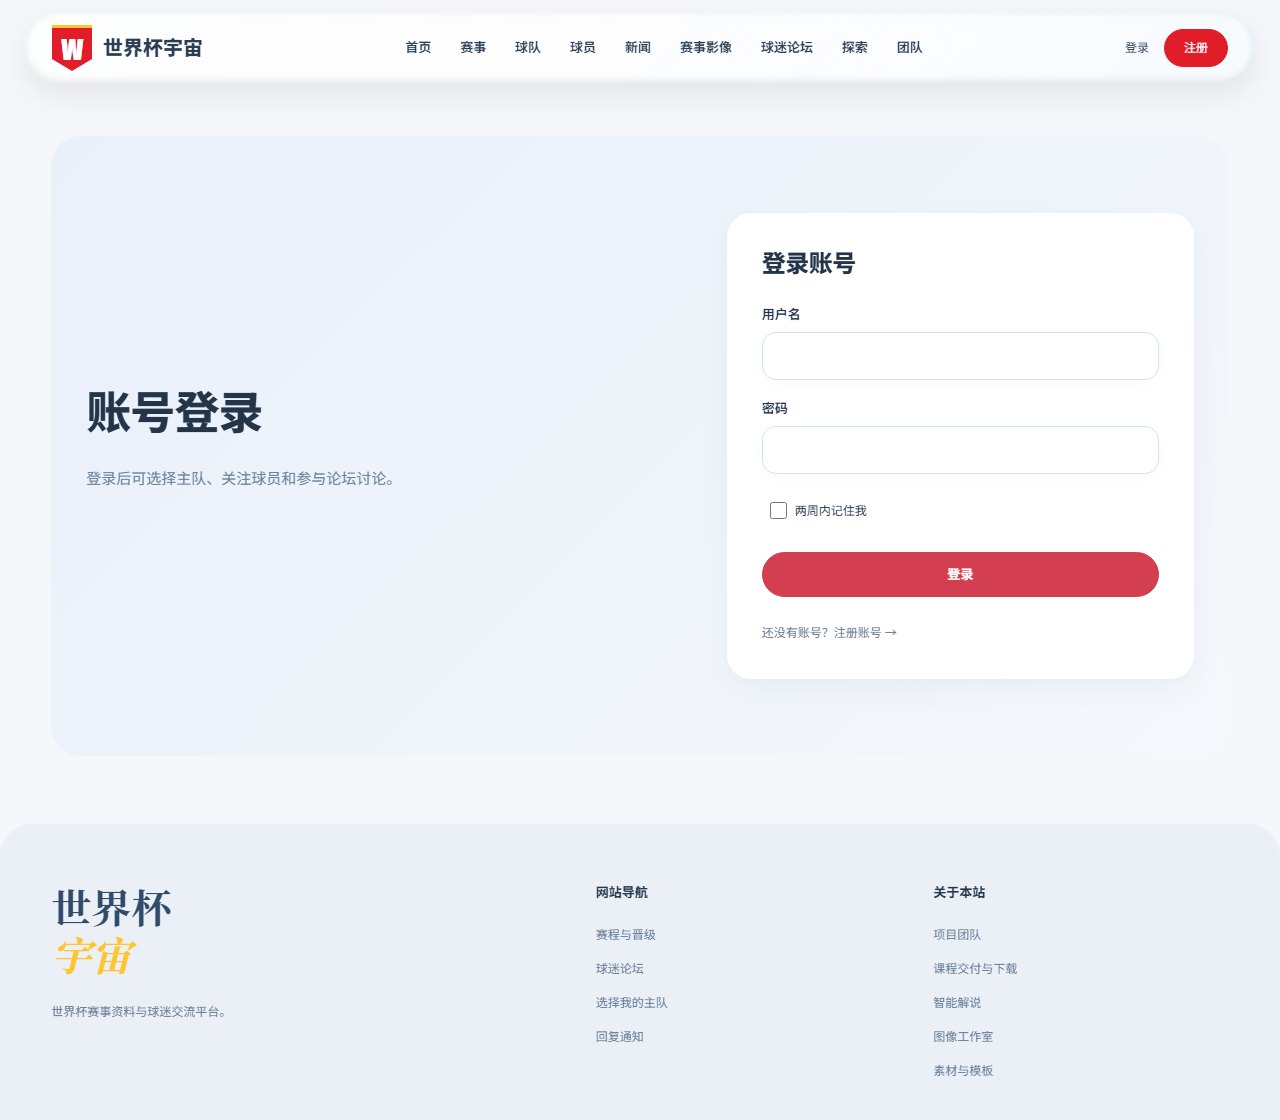 W 世界杯宇宙
首页 赛事 球队 球员 新闻 赛事影像 球迷论坛 探索 团队
登录 注册
账号登录
登录后可选择主队、关注球员和参与论坛讨论。
登录账号
用户名
密码
两周内记住我
登录
还没有账号？注册账号 →
世界杯
宇宙
世界杯赛事资料与球迷交流平台。
网站导航
赛程与晋级
球迷论坛
选择我的主队
回复通知
关于本站
项目团队
课程交付与下载
智能解说
图像工作室
素材与模板